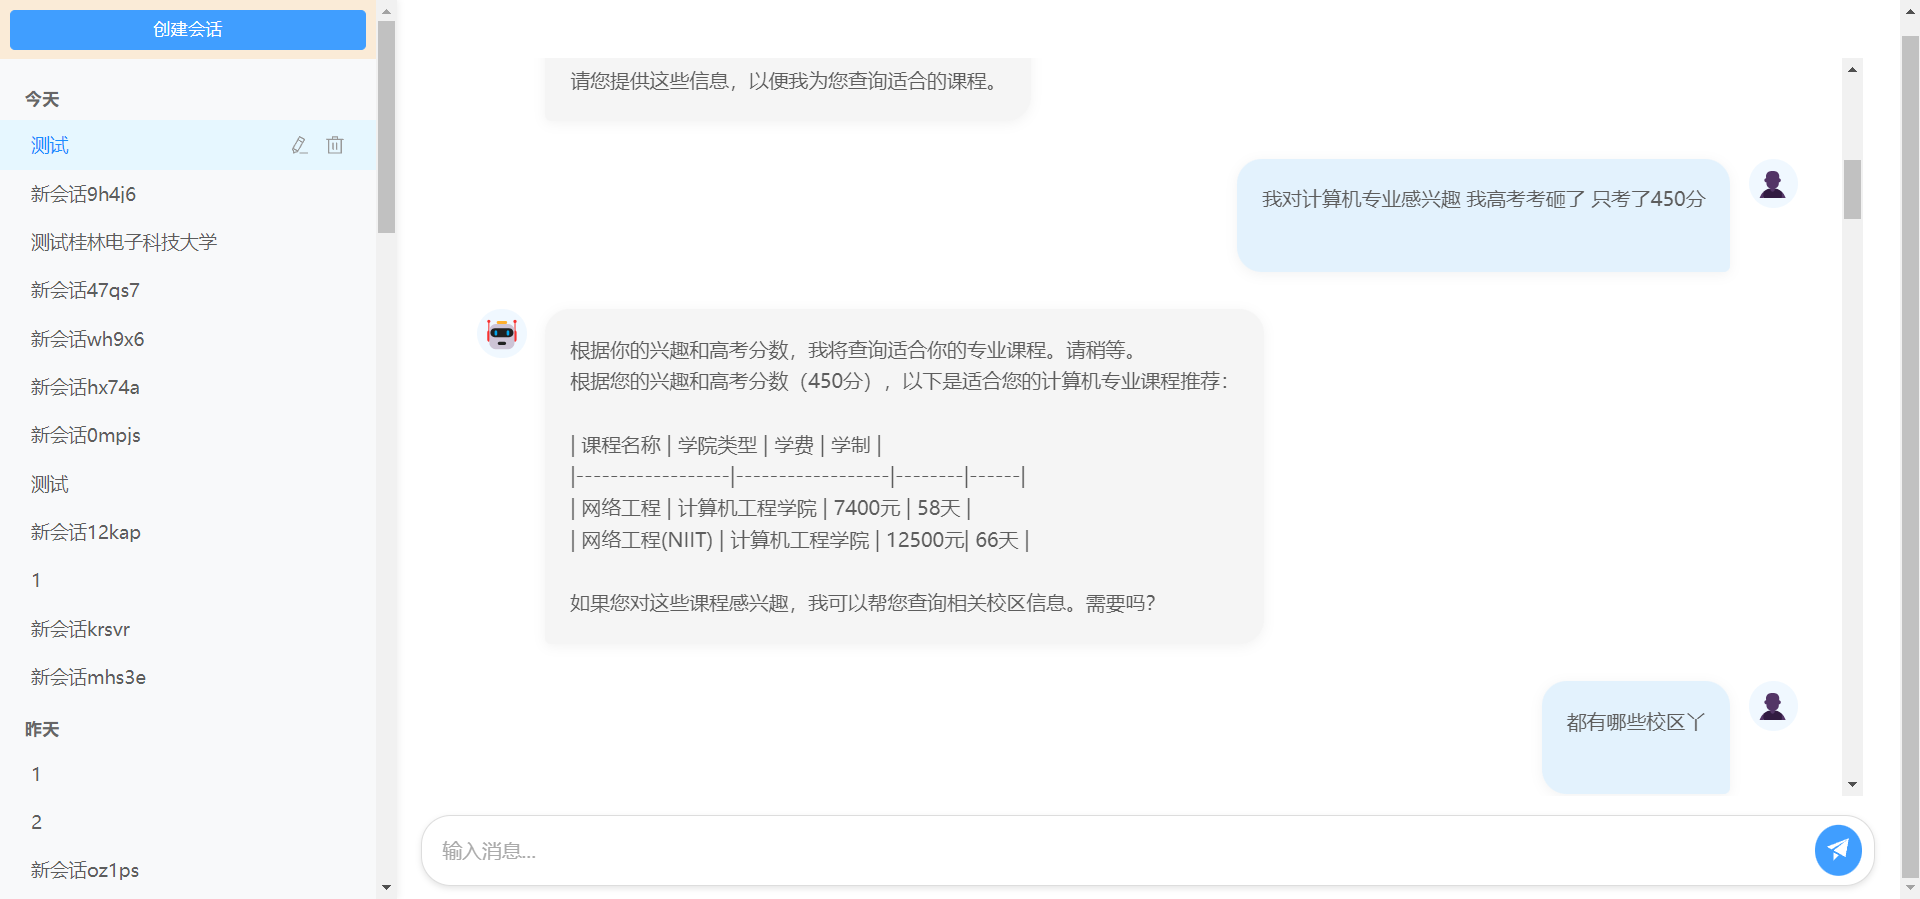 创建会话
今天
测试
新会话9h4j6
测试桂林电子科技大学
新会话47qs7
新会话wh9x6
新会话hx74a
新会话0mpjs
测试
新会话12kap
1
新会话krsvr
新会话mhs3e
昨天
1
2
新会话oz1ps
请您提供这些信息，以便我为您查询适合的课程。
我对计算机专业感兴趣 我高考考砸了 只考了450分
根据你的兴趣和高考分数，我将查询适合你的专业课程。请稍等。
根据您的兴趣和高考分数（450分），以下是适合您的计算机专业课程推荐：
| 课程名称 | 学院类型 | 学费 | 学制 |
|------------------|------------------|--------|------|
| 网络工程 | 计算机工程学院 | 7400元 | 58天 |
| 网络工程(NIIT) | 计算机工程学院 | 12500元| 66天 |
如果您对这些课程感兴趣，我可以帮您查询相关校区信息。需要吗？
都有哪些校区丫
输入消息...